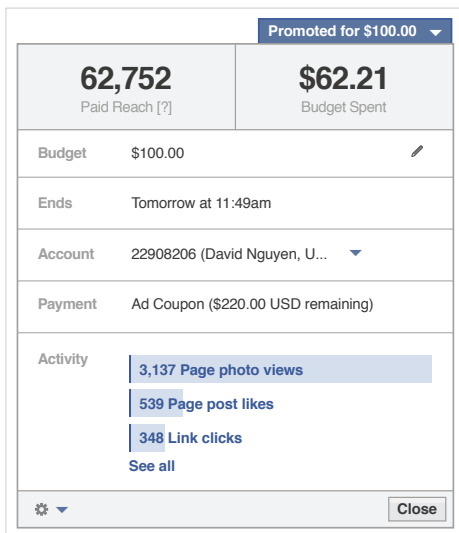 Promoted for $100.00
62,752
Paid Reach [?]
$62.21
Budget Spent
Budget $100.00
Ends Tomorrow at 11:49am
Account 22908206 (David Nguyen, U...
Payment Ad Coupon ($220.00 USD remaining)
Activity
3,137 Page photo views
539 Page post likes
348 Link clicks
See all
Close